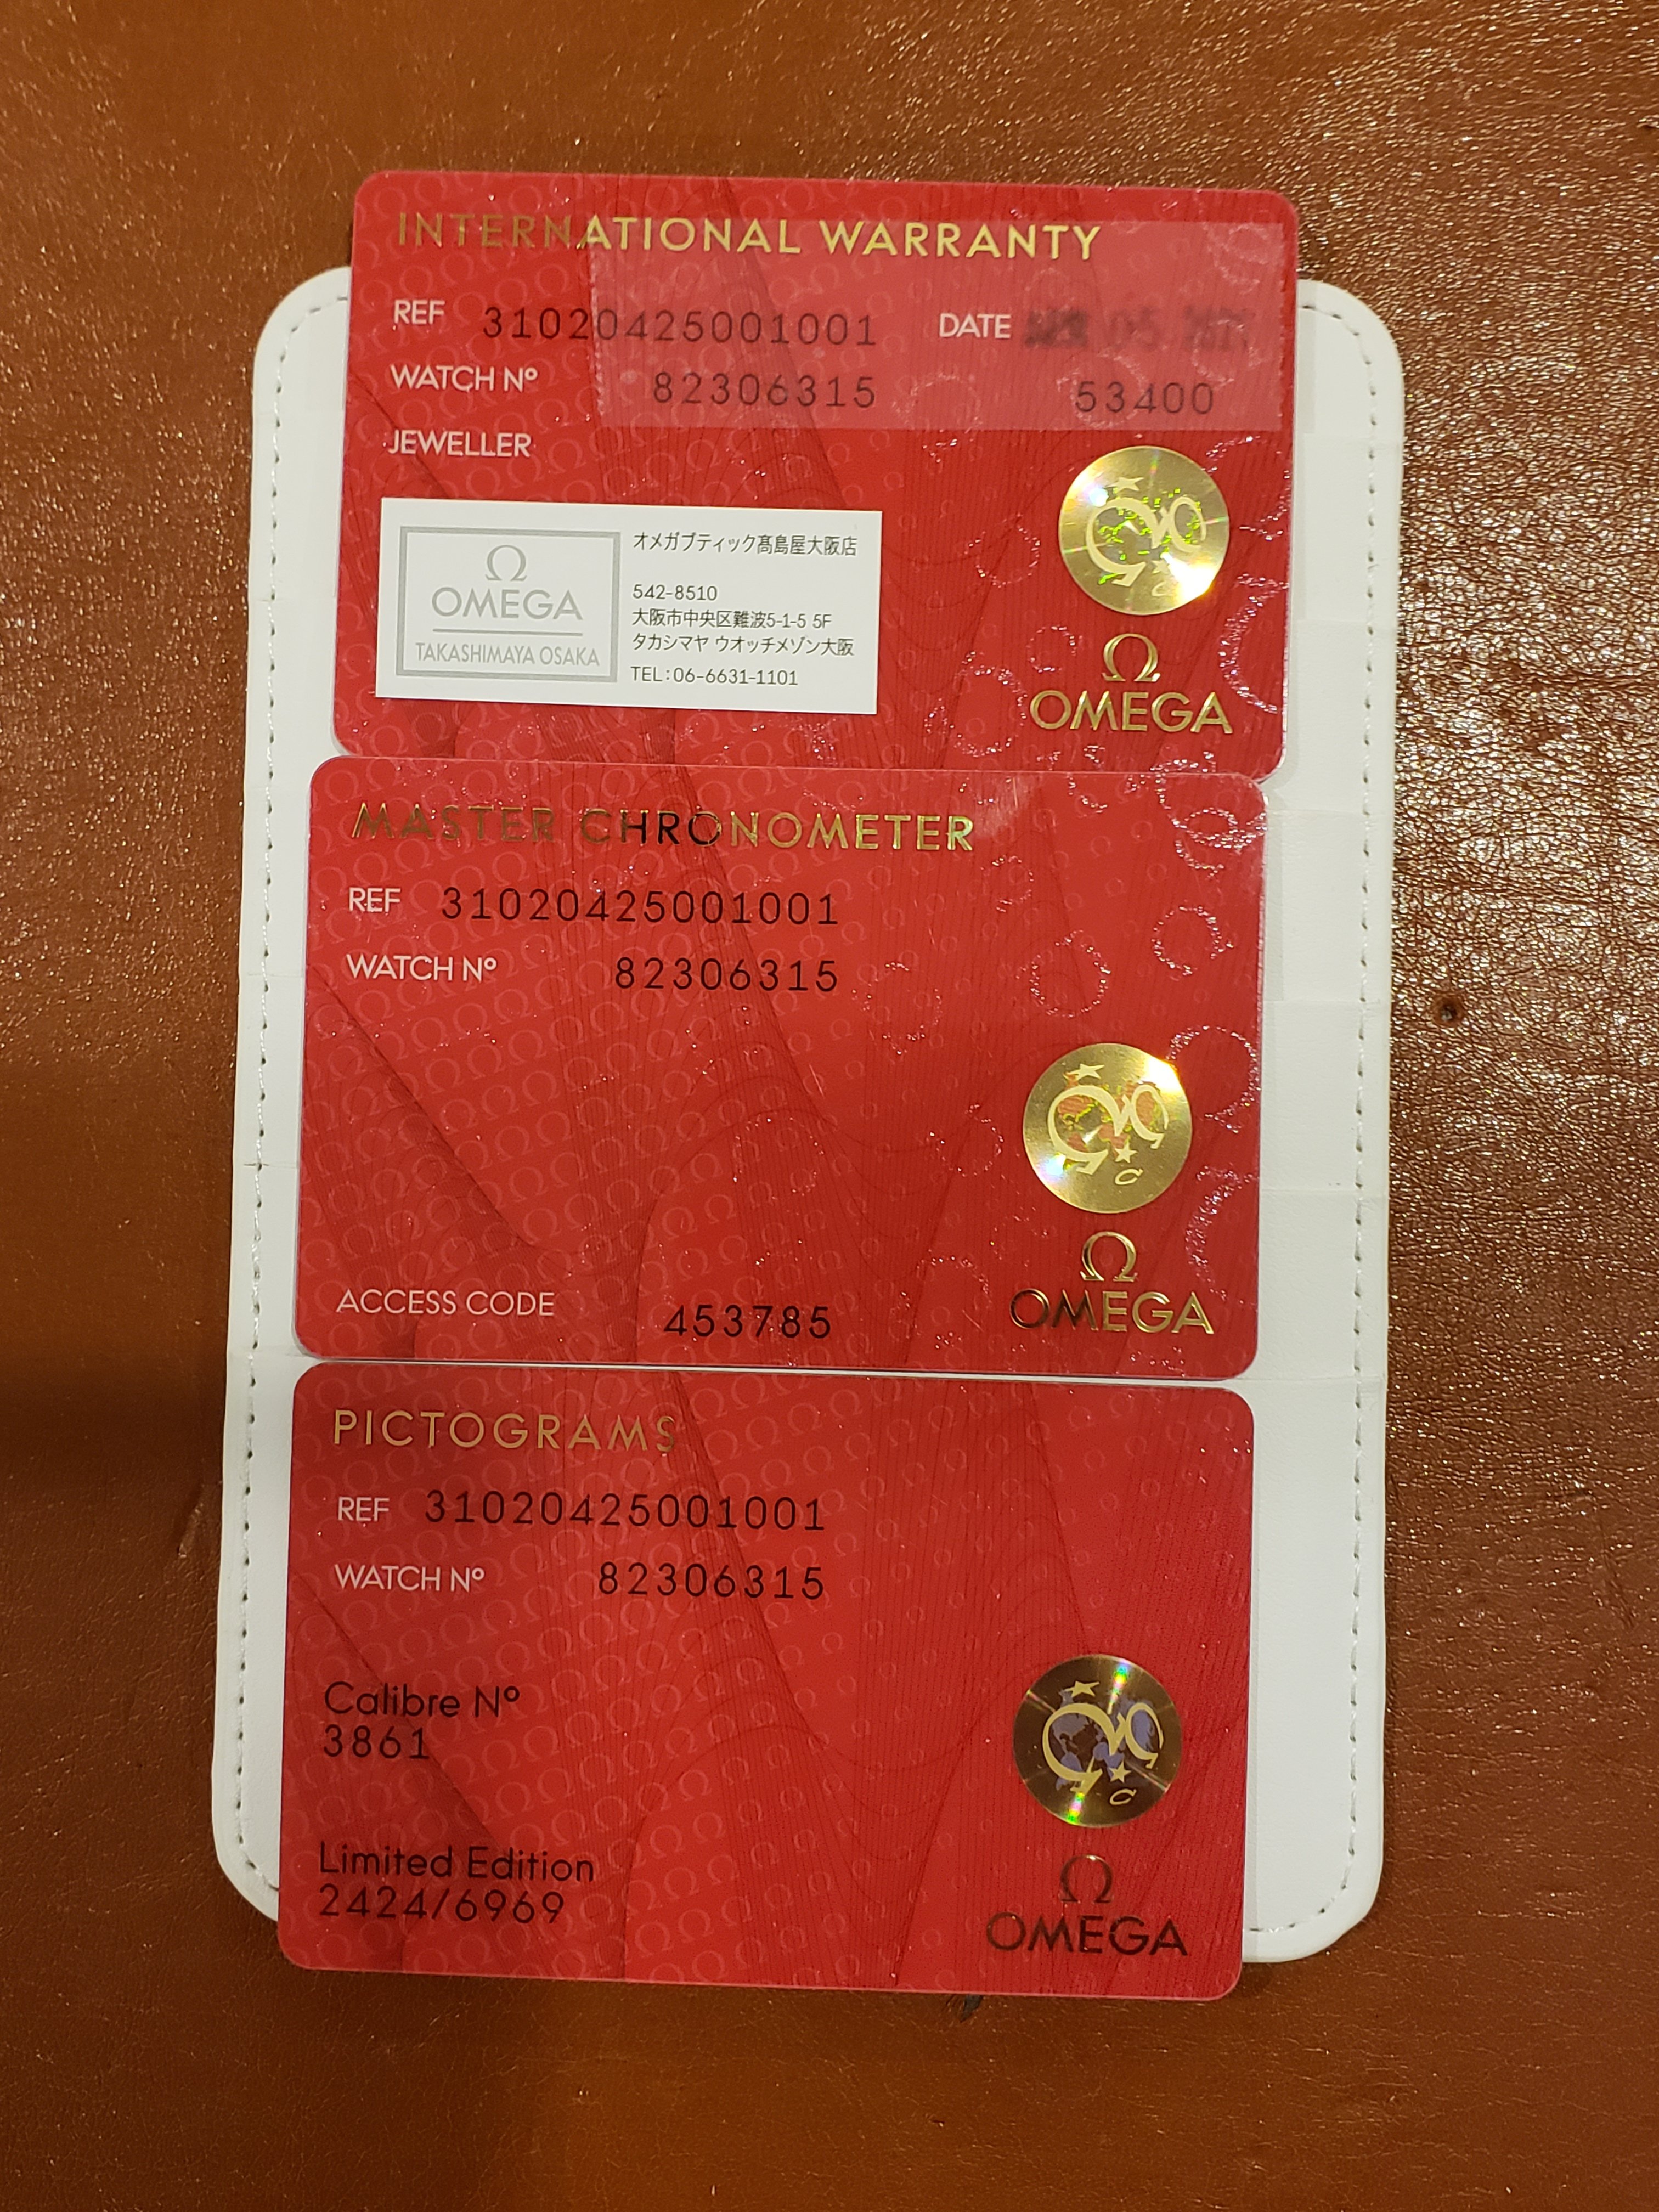 INTERNATIONAL WARRANTY
REF 31020425001001 DATE
WATCH Nº 82306315 53400
JEWELLER
Ω
OMEGA
TAKASHIMAYA OSAKA
オメガブティック髙島屋大阪店
542-8510
大阪市中央区難波5-1-5 5F
タカシマヤ ウオッチメゾン大阪
TEL:06-6631-1101
Ω
OMEGA
MASTER CHRONOMETER
REF 31020425001001
WATCH Nº 82306315
ACCESS CODE 453785
Ω
OMEGA
PICTOGRAMS
REF 31020425001001
WATCH Nº 82306315
Calibre Nº
3861
Limited Edition
2424/6969
Ω
OMEGA